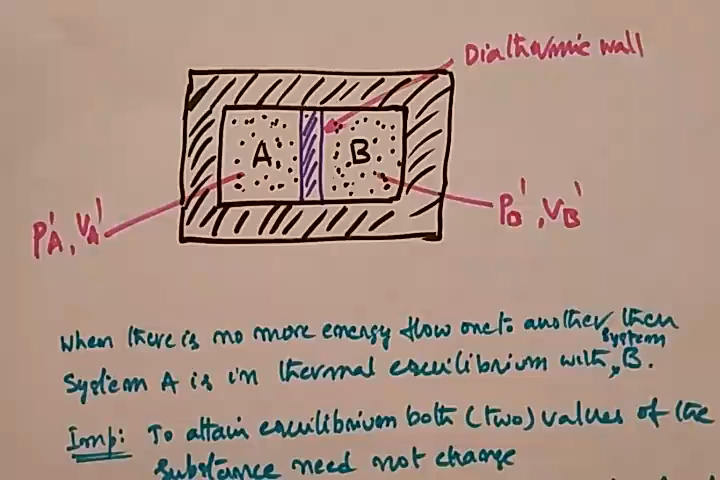 Diathermic wall
A
B
P'A, V'A
P'B, V'B
When there is no more energy flow one to another, then
System A is in thermal equilibrium with, system B.
Imp: To attain equilibrium both (two) values of the
substance need not change